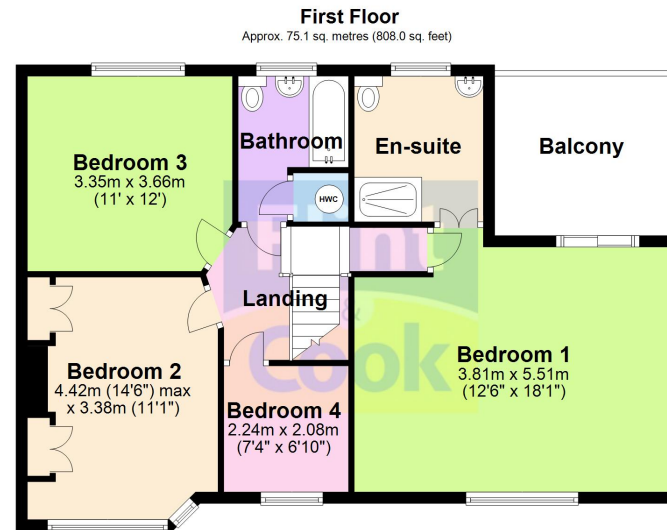 First Floor
Approx. 75.1 sq. metres (808.0 sq. feet)
Bathroom
En-suite
Balcony
Bedroom 3
3.35m x 3.66m
(11' x 12')
HWC
Flint
&
Cook
Landing
Bedroom 2
4.42m (14'6") max
x 3.38m (11'1")
Bedroom 4
2.24m x 2.08m
(7'4" x 6'10")
Bedroom 1
3.81m x 5.51m
(12'6" x 18'1")